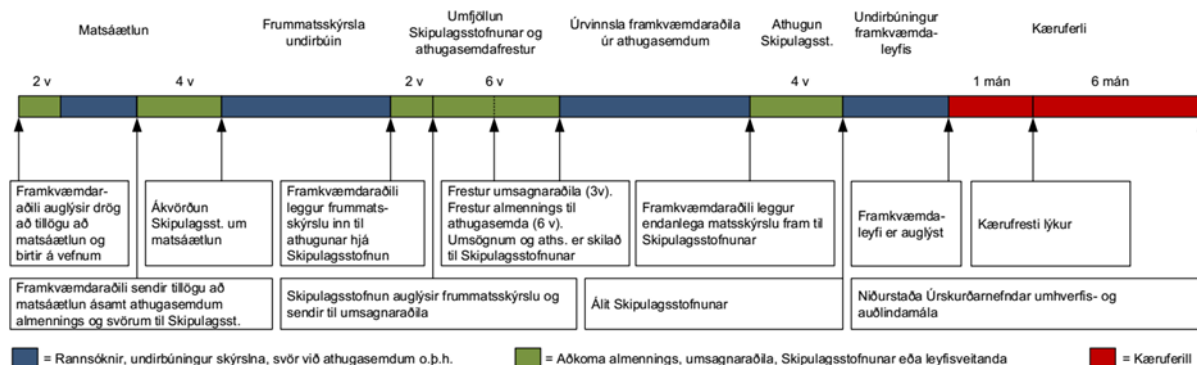 Matsáætlun
Frummatsskýrsla
undirbúin
Umfjöllun
Skipulagsstofnunar og
athugasemdafrestur
Úrvinnsla framkvæmdaraðila
úr athugasemdum
Athugun
Skipulagsst.
Undirbúningur
framkvæmda-
leyfis
Kæruferli
2 v
4 v
2 v
6 v
4 v
1 mán
6 mán
Framkvæmdar-
aðili auglýsir drög
að tillögu að
matsáætlun og
birtir á vefnum
Ákvörðun
Skipulagsst. um
matsáætlun
Framkvæmdaraðili
leggur frummats-
skýrslu inn til
athugunar hjá
Skipulagsstofnun
Frestur umsagnaraðila (3v).
Frestur almennings til
athugasemda (6 v).
Umsögnum og aths. er skilað
til Skipulagsstofnunar
Framkvæmdaraðili leggur
endanlega matsskýrslu fram til
Skipulagsstofnunar
Framkvæmda-
leyfi er auglýst
Kærufresti lýkur
Framkvæmdaraðili sendir tillögu að
matsáætlun ásamt athugasemdum
almennings og svörum til Skipulagsst.
Skipulagsstofnun auglýsir frummatsskýrslu og
sendir til umsagnaraðila
Álit Skipulagsstofnunar
Niðurstaða Úrskurðarnefndar umhverfis- og
auðlindamála
= Rannsóknir, undirbúningur skýrslna, svör við athugasemdum o.þ.h.
= Aðkoma almennings, umsagnaraðila, Skipulagsstofnunar eða leyfisveitanda
= Kæruferill